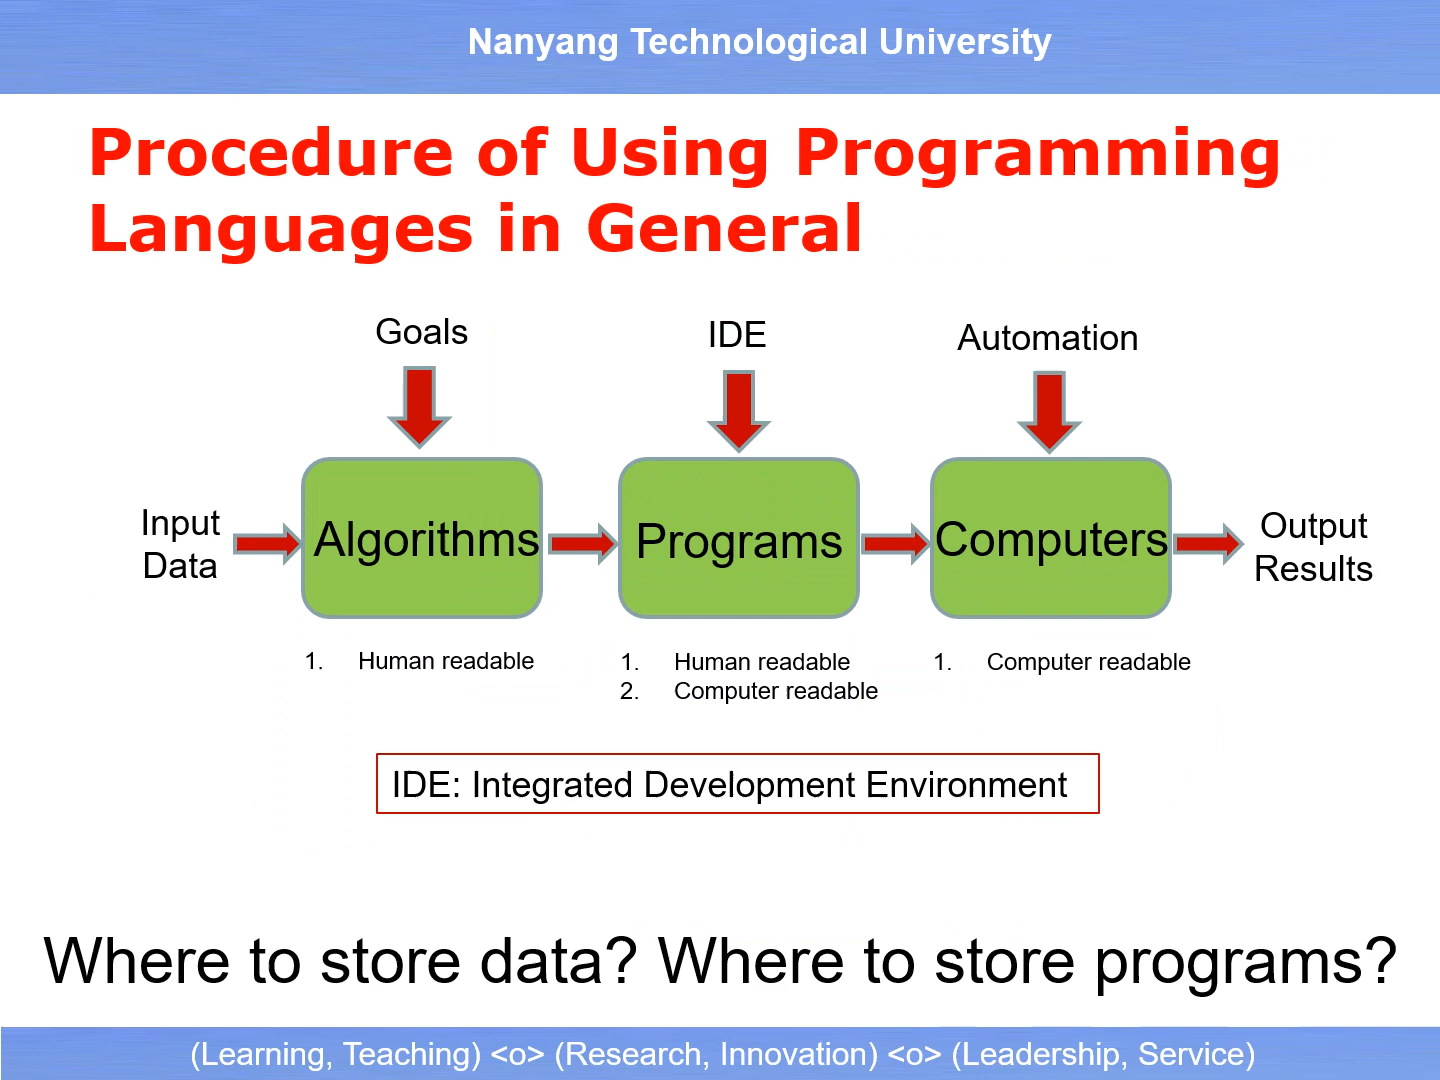 Nanyang Technological University
Procedure of Using Programming
Languages in General
Goals
IDE
Automation
Input
Data
Algorithms
Programs
Computers
Output
Results
1. Human readable
1. Human readable
2. Computer readable
1. Computer readable
IDE: Integrated Development Environment
Where to store data? Where to store programs?
(Learning, Teaching) <o> (Research, Innovation) <o> (Leadership, Service)